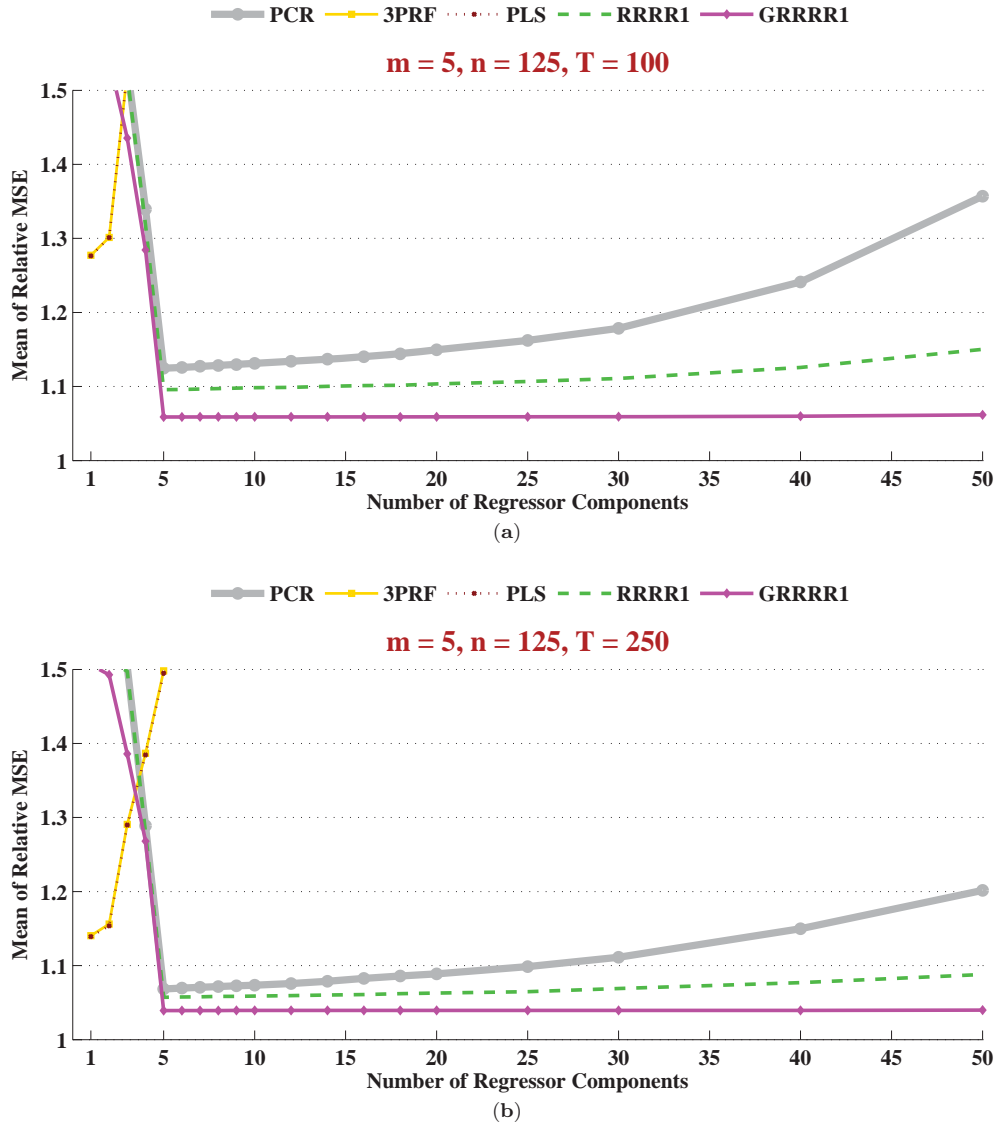 PCR 3PRF PLS RRRR1 GRRRR1
m = 5, n = 125, T = 100
Mean of Relative MSE
1.5
1.4
1.3
1.2
1.1
1
1 5 10 15 20 25 30 35 40 45 50
Number of Regressor Components
(a)
PCR 3PRF PLS RRRR1 GRRRR1
m = 5, n = 125, T = 250
Mean of Relative MSE
1.5
1.4
1.3
1.2
1.1
1
1 5 10 15 20 25 30 35 40 45 50
Number of Regressor Components
(b)